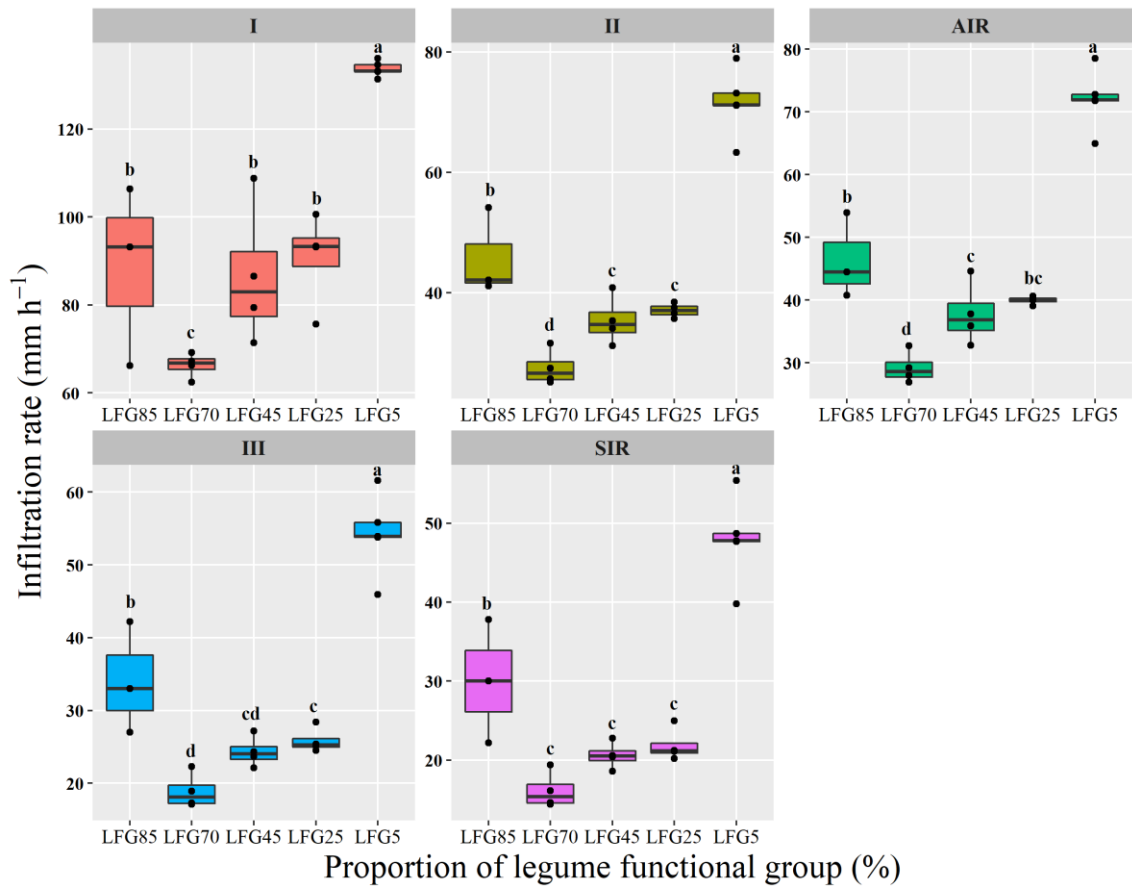 Infiltration rate (mm h⁻¹)
I
a
b
b
b
c
120
100
80
60
LFG85 LFG70 LFG45 LFG25 LFG5
II
a
b
c
c
d
80
60
40
LFG85 LFG70 LFG45 LFG25 LFG5
AIR
a
b
c
bc
d
80
70
60
50
40
30
LFG85 LFG70 LFG45 LFG25 LFG5
III
a
b
cd
c
d
60
50
40
30
20
LFG85 LFG70 LFG45 LFG25 LFG5
SIR
a
b
c
c
c
50
40
30
20
LFG85 LFG70 LFG45 LFG25 LFG5
Proportion of legume functional group (%)